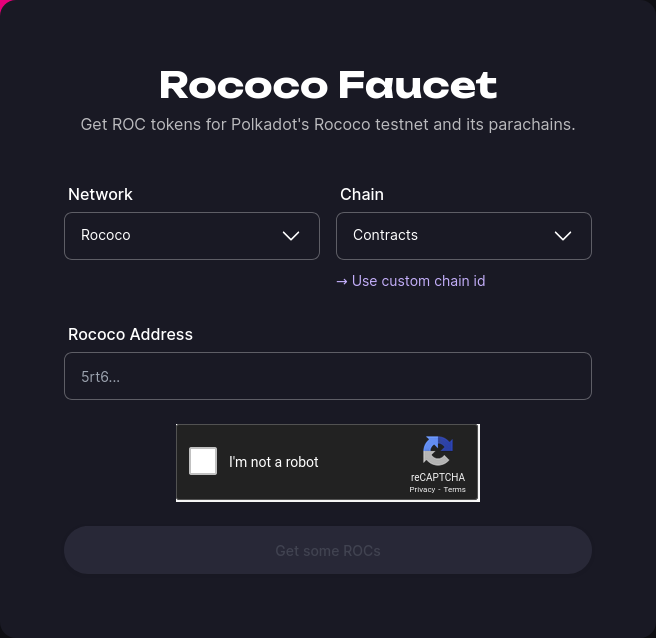 Rococo Faucet
Get ROC tokens for Polkadot's Rococo testnet and its parachains.
Network
Chain
Rococo
Contracts
→ Use custom chain id
Rococo Address
5rt6...
I'm not a robot
reCAPTCHA
Privacy - Terms
Get some ROCs